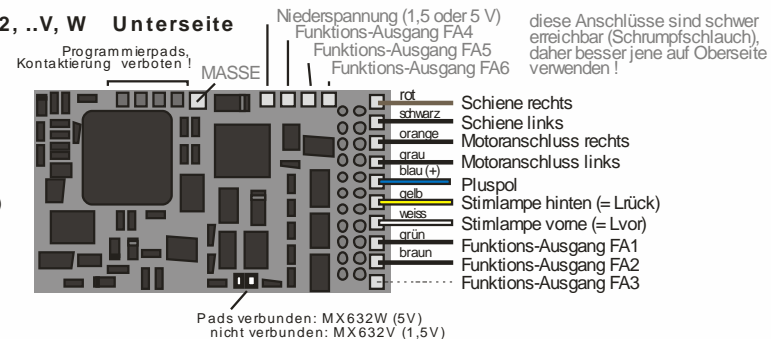 2, ..V, W Unterseite
Programmierpads,
Kontaktierung verboten !
MASSE
Niederspannung (1,5 oder 5 V)
Funktions-Ausgang FA4
Funktions-Ausgang FA5
Funktions-Ausgang FA6
diese Anschlüsse sind schwer
erreichbar (Schrumpfschlauch),
daher besser jene auf Oberseite
verwenden !
rot Schiene rechts
schwarz Schiene links
orange Motoranschluss rechts
grau Motoranschluss links
blau (+) Pluspol
gelb Stirnlampe hinten (= Lrück)
weiss Stirnlampe vorne (= Lvor)
grün Funktions-Ausgang FA1
braun Funktions-Ausgang FA2
Funktions-Ausgang FA3
)
Pads verbunden: MX632W (5V)
nicht verbunden: MX632V (1,5V)